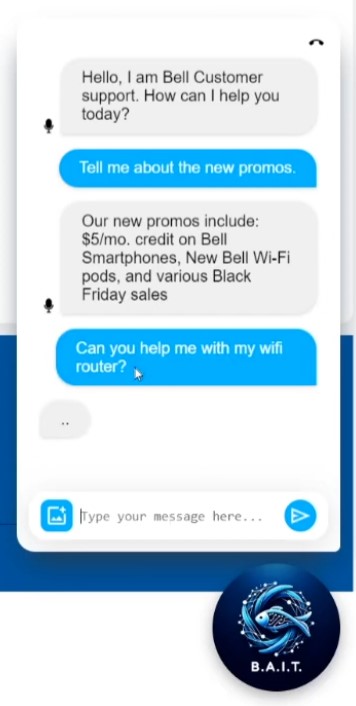 Hello, I am Bell Customer
support. How can I help you
today?
Tell me about the new promos.
Our new promos include:
$5/mo. credit on Bell
Smartphones, New Bell Wi-Fi
pods, and various Black
Friday sales
Can you help me with my wifi
router?
..
Type your message here...
B.A.I.T.